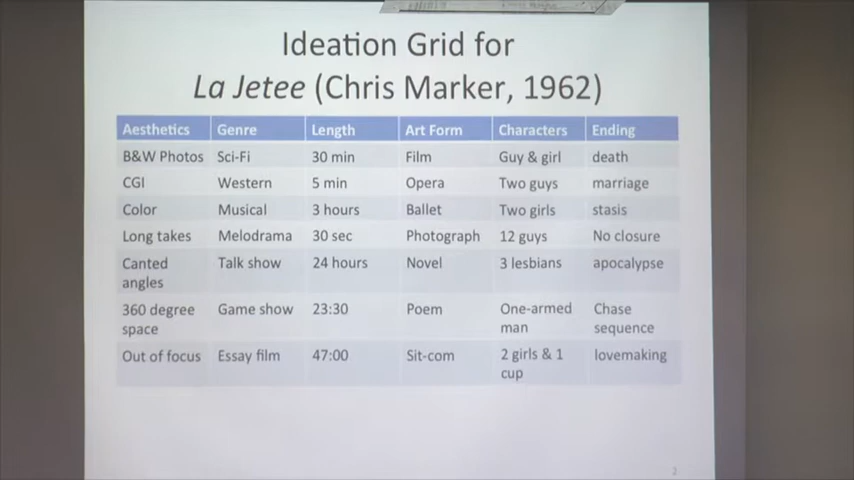 Ideation Grid for
La Jetee (Chris Marker, 1962)
Aesthetics Genre Length Art Form Characters Ending
B&W Photos Sci-Fi 30 min Film Guy & girl death
CGI Western 5 min Opera Two guys marriage
Color Musical 3 hours Ballet Two girls stasis
Long takes Melodrama 30 sec Photograph 12 guys No closure
Canted Talk show 24 hours Novel 3 lesbians apocalypse
angles
360 degree Game show 23:30 Poem One-armed Chase
space man sequence
Out of focus Essay film 47:00 Sit-com 2 girls & 1 lovemaking
cup
2